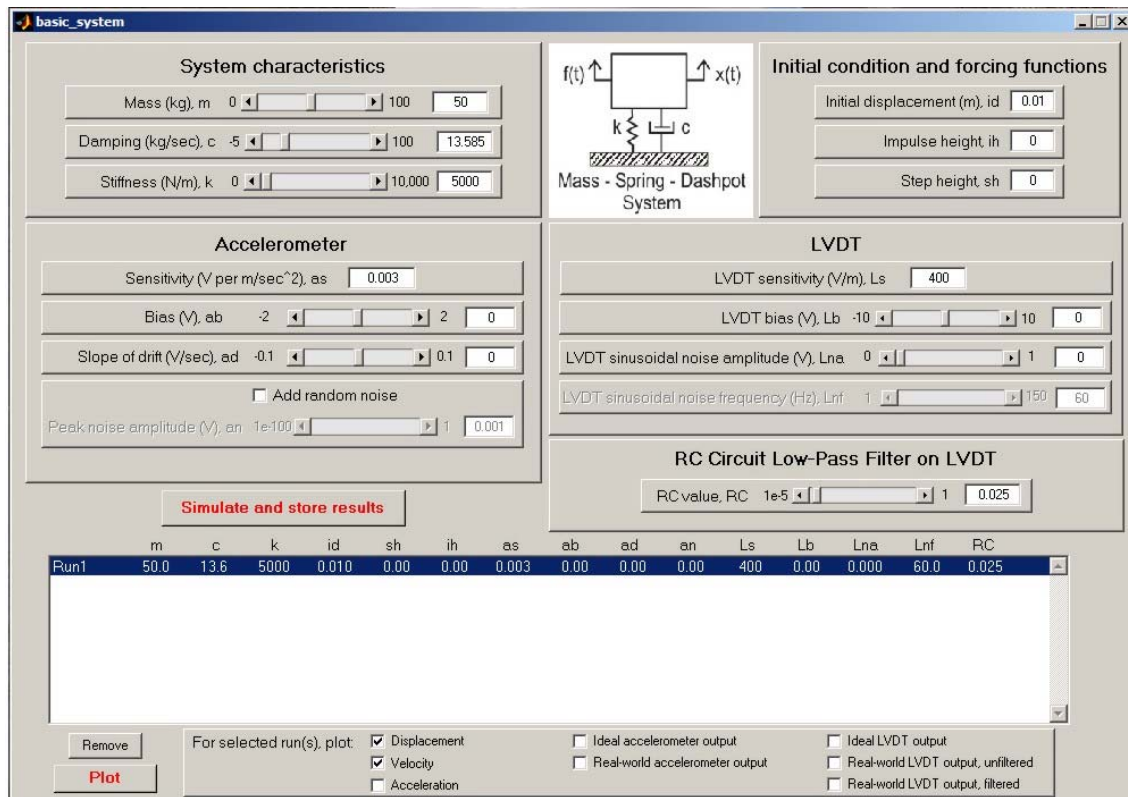 basic_system
System characteristics
Mass (kg), m 0 100 50
Damping (kg/sec), c -5 100 13.585
Stiffness (N/m), k 0 10,000 5000
f(t) x(t)
k c
Mass - Spring - Dashpot
System
Initial condition and forcing functions
Initial displacement (m), id 0.01
Impulse height, ih 0
Step height, sh 0
Accelerometer
Sensitivity (V per m/sec^2), as 0.003
Bias (V), ab -2 2 0
Slope of drift (V/sec), ad -0.1 0.1 0
Add random noise
Peak noise amplitude (V), an 1e-100 1 0.001
LVDT
LVDT sensitivity (V/m), Ls 400
LVDT bias (V), Lb -10 10 0
LVDT sinusoidal noise amplitude (V), Lna 0 1 0
LVDT sinusoidal noise frequency (Hz), Lnf 1 150 60
RC Circuit Low-Pass Filter on LVDT
RC value, RC 1e-5 1 0.025
Simulate and store results
m c k id sh ih as ab ad an Ls Lb Lna Lnf RC
Run1 50.0 13.6 5000 0.010 0.00 0.00 0.003 0.00 0.00 0.00 400 0.00 0.000 60.0 0.025
Remove
Plot
For selected run(s), plot:
Displacement
Velocity
Acceleration
Ideal accelerometer output
Real-world accelerometer output
Ideal LVDT output
Real-world LVDT output, unfiltered
Real-world LVDT output, filtered